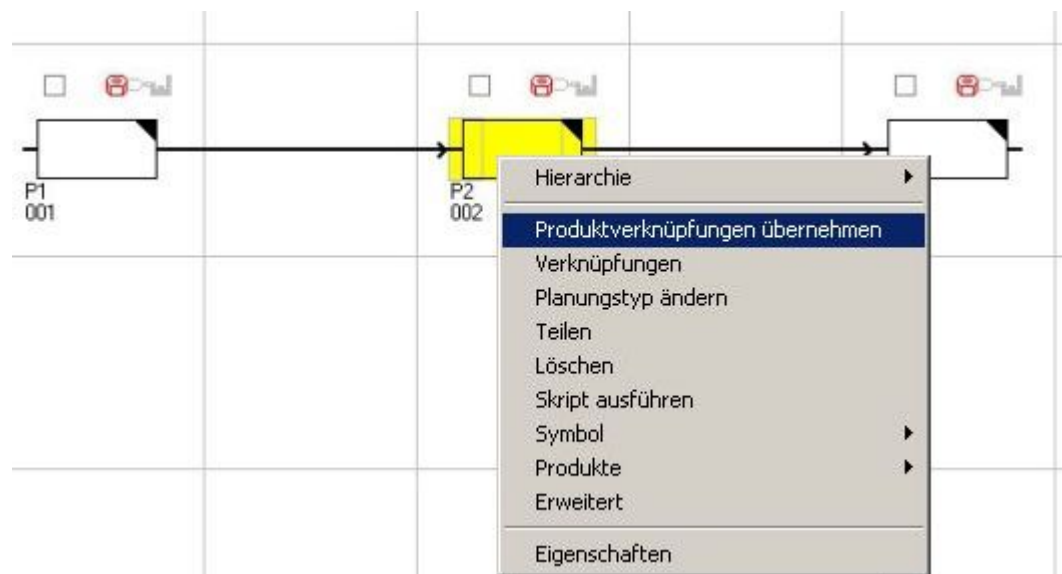 P1
001
P2
002
Hierarchie
Produktverknüpfungen übernehmen
Verknüpfungen
Planungstyp ändern
Teilen
Löschen
Skript ausführen
Symbol
Produkte
Erweitert
Eigenschaften